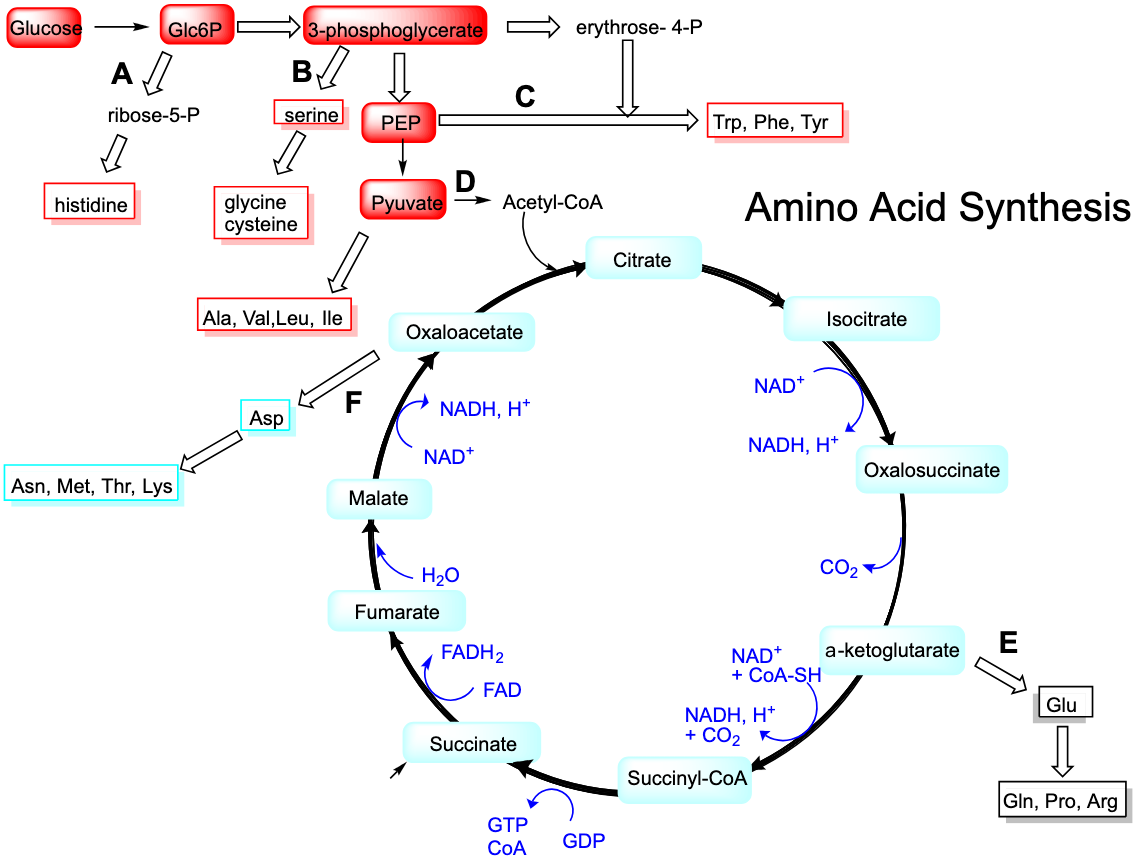 Glucose
Glc6P
3-phosphoglycerate
erythrose- 4-P
A
B
ribose-5-P
serine
PEP
C
Trp, Phe, Tyr
histidine
glycine
cysteine
Pyuvate
D
Acetyl-CoA
Amino Acid Synthesis
Citrate
Ala, Val,Leu, Ile
Oxaloacetate
Isocitrate
F
NAD+
NADH, H+
Asp
NADH, H+
NAD+
Oxalosuccinate
Asn, Met, Thr, Lys
Malate
CO2
H2O
Fumarate
a-ketoglutarate
E
FADH2
FAD
NAD+
+ CoA-SH
Glu
NADH, H+
+ CO2
Succinate
Succinyl-CoA
Gln, Pro, Arg
GTP
CoA
GDP